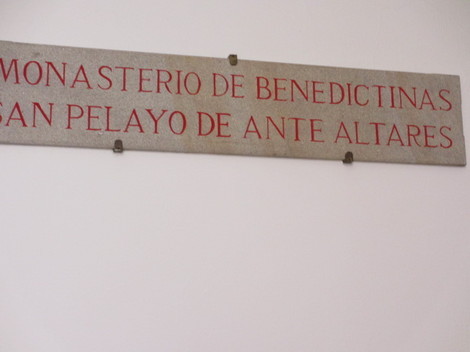 MONASTERIO DE BENEDICTINAS
SAN PELAYO DE ANTE ALTARES